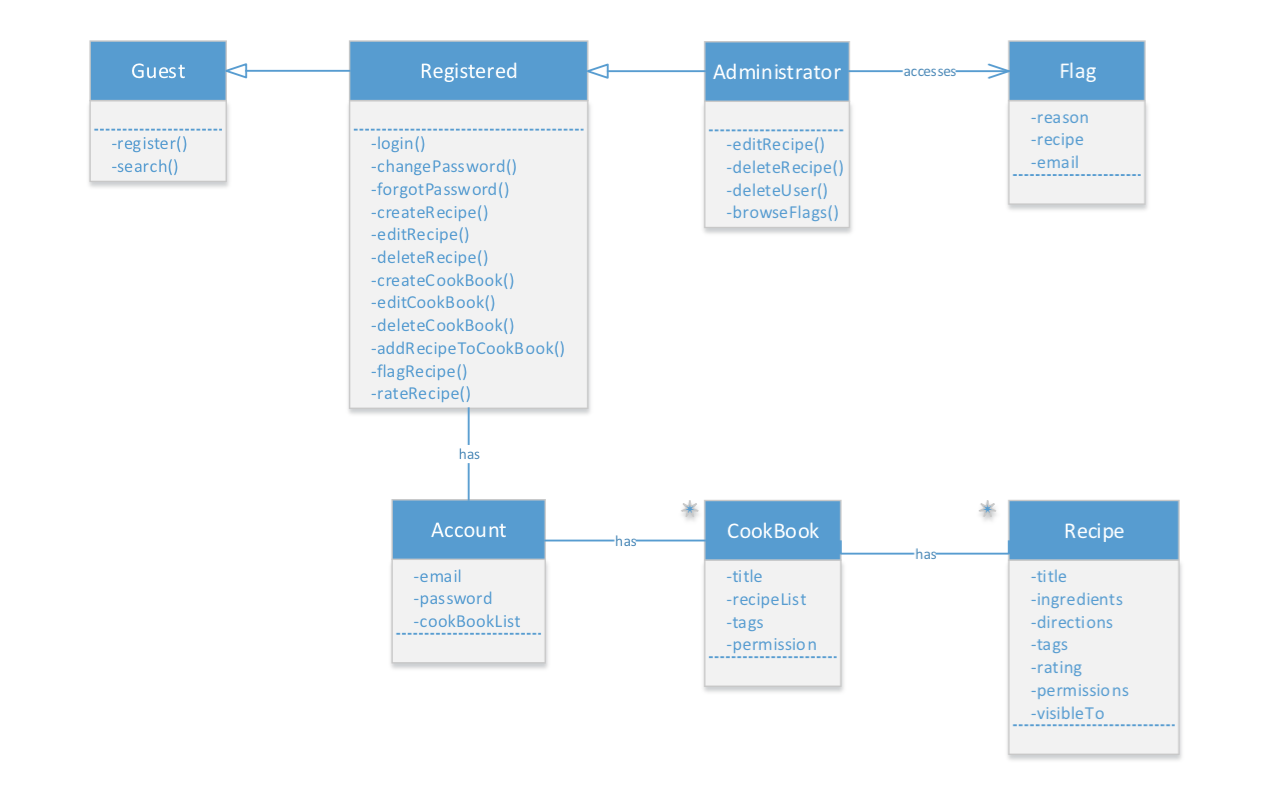 Guest
-register()
-search()
Registered
-login()
-changePassword()
-forgotPassword()
-createRecipe()
-editRecipe()
-deleteRecipe()
-createCookBook()
-editCookBook()
-deleteCookBook()
-addRecipeToCookBook()
-flagRecipe()
-rateRecipe()
Administrator
-editRecipe()
-deleteRecipe()
-deleteUser()
-browseFlags()
accesses
Flag
-reason
-recipe
-email
has
Account
-email
-password
-cookBookList
has
*
CookBook
-title
-recipeList
-tags
-permission
has
*
Recipe
-title
-ingredients
-directions
-tags
-rating
-permissions
-visibleTo